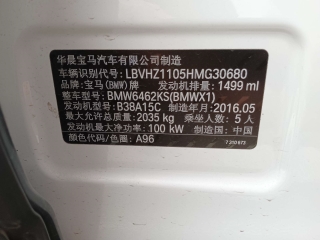 华晨宝马汽车有限公司制造
车辆识别代号: LBVHZ1105HMG30680
品 牌: 宝马(BMW)牌 发动机排量: 1499 ml
整车型号: BMW6462KS(BMWX1)
发动机型号: B38A15C 制造年月: 2016.05
最大允许总质量: 2035 kg 乘坐人数: 5 人
发动机最大净功率: 100 kW 制造国: 中国
颜色代码/色圈: A96